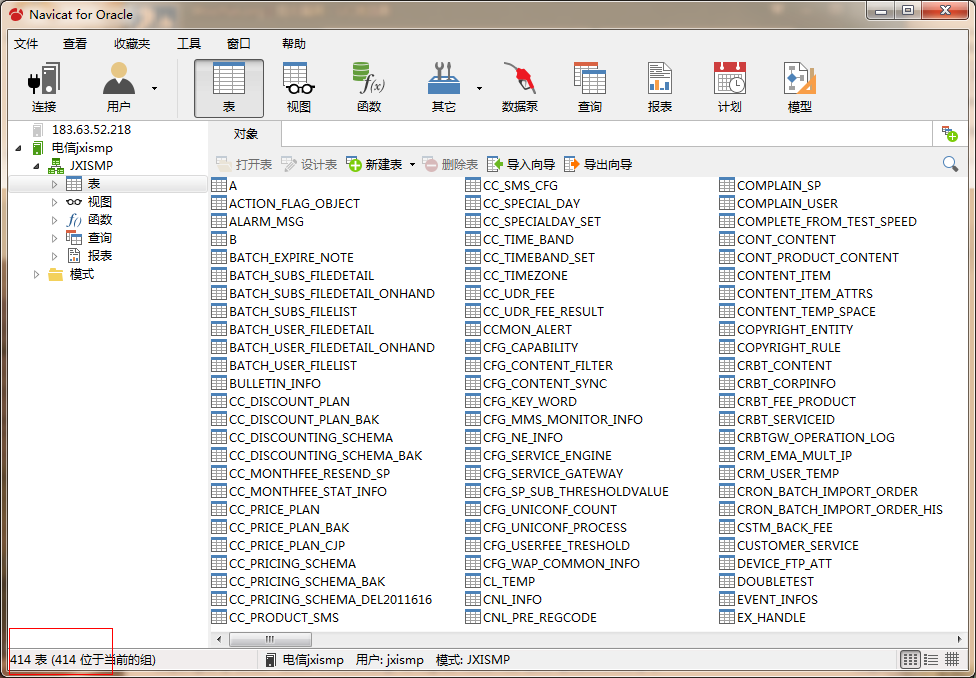 Navicat for Oracle
文件 查看 收藏夹 工具 窗口 帮助
连接 用户 表 视图 函数 其它 数据泵 查询 报表 计划 模型
183.63.52.218
电信jxismp
JXISMP
表
视图
函数
查询
报表
模式
对象
打开表 设计表 新建表 删除表 导入向导 导出向导
A
ACTION_FLAG_OBJECT
ALARM_MSG
B
BATCH_EXPIRE_NOTE
BATCH_SUBS_FILEDETAIL
BATCH_SUBS_FILEDETAIL_ONHAND
BATCH_SUBS_FILELIST
BATCH_USER_FILEDETAIL
BATCH_USER_FILEDETAIL_ONHAND
BATCH_USER_FILELIST
BULLETIN_INFO
CC_DISCOUNT_PLAN
CC_DISCOUNT_PLAN_BAK
CC_DISCOUNTING_SCHEMA
CC_DISCOUNTING_SCHEMA_BAK
CC_MONTHFEE_RESEND_SP
CC_MONTHFEE_STAT_INFO
CC_PRICE_PLAN
CC_PRICE_PLAN_BAK
CC_PRICE_PLAN_CJP
CC_PRICING_SCHEMA
CC_PRICING_SCHEMA_BAK
CC_PRICING_SCHEMA_DEL2011616
CC_PRODUCT_SMS
CC_SMS_CFG
CC_SPECIAL_DAY
CC_SPECIALDAY_SET
CC_TIME_BAND
CC_TIMEBAND_SET
CC_TIMEZONE
CC_UDR_FEE
CC_UDR_FEE_RESULT
CCMON_ALERT
CFG_CAPABILITY
CFG_CONTENT_FILTER
CFG_CONTENT_SYNC
CFG_KEY_WORD
CFG_MMS_MONITOR_INFO
CFG_NE_INFO
CFG_SERVICE_ENGINE
CFG_SERVICE_GATEWAY
CFG_SP_SUB_THRESHOLDVALUE
CFG_UNICONF_COUNT
CFG_UNICONF_PROCESS
CFG_USERFEE_TRESHOLD
CFG_WAP_COMMON_INFO
CL_TEMP
CNL_INFO
CNL_PRE_REGCODE
COMPLAIN_SP
COMPLAIN_USER
COMPLETE_FROM_TEST_SPEED
CONT_CONTENT
CONT_PRODUCT_CONTENT
CONTENT_ITEM
CONTENT_ITEM_ATTRS
CONTENT_TEMP_SPACE
COPYRIGHT_ENTITY
COPYRIGHT_RULE
CRBT_CONTENT
CRBT_CORPINFO
CRBT_FEE_PRODUCT
CRBT_SERVICEID
CRBTGW_OPERATION_LOG
CRM_EMA_MULT_IP
CRM_USER_TEMP
CRON_BATCH_IMPORT_ORDER
CRON_BATCH_IMPORT_ORDER_HIS
CSTM_BACK_FEE
CUSTOMER_SERVICE
DEVICE_FTP_ATT
DOUBLETEST
EVENT_INFOS
EX_HANDLE
414 表 (414 位于当前的组) 电信jxismp 用户: jxismp 模式: JXISMP